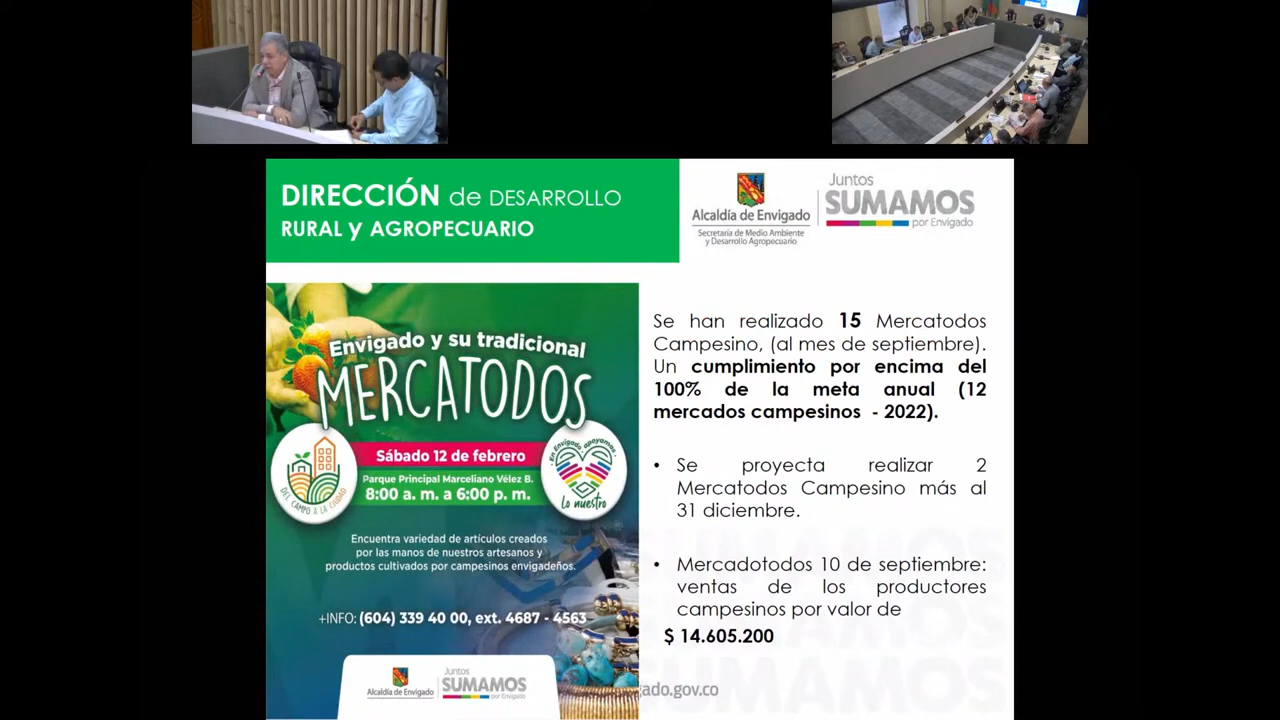 DIRECCIÓN de DESARROLLO
RURAL y AGROPECUARIO
Alcaldía de Envigado
Secretaría de Medio Ambiente
y Desarrollo Agropecuario
Juntos
SUMAMOS
por Envigado
Envigado y su tradicional
MERCATODOS
Sábado 12 de febrero
Parque Principal Marceliano Vélez B.
8:00 a. m. a 6:00 p. m.
DEL CAMPO A LA CIUDAD
En Envigado apoyamos
Lo nuestro
Encuentra variedad de artículos creados
por las manos de nuestros artesanos y
productos cultivados por campesinos envigadeños.
+INFO: (604) 339 40 00, ext. 4687 - 4563
Alcaldía de Envigado
Juntos
SUMAMOS
por Envigado
Se han realizado 15 Mercatodos
Campesino, (al mes de septiembre).
Un cumplimiento por encima del
100% de la meta anual (12
mercados campesinos - 2022).
• Se proyecta realizar 2
Mercatodos Campesino más al
31 diciembre.
• Mercadotodos 10 de septiembre:
ventas de los productores
campesinos por valor de
$ 14.605.200
SUMAMOS
SUMAMOS
SUMAMOS
ado.gov.co